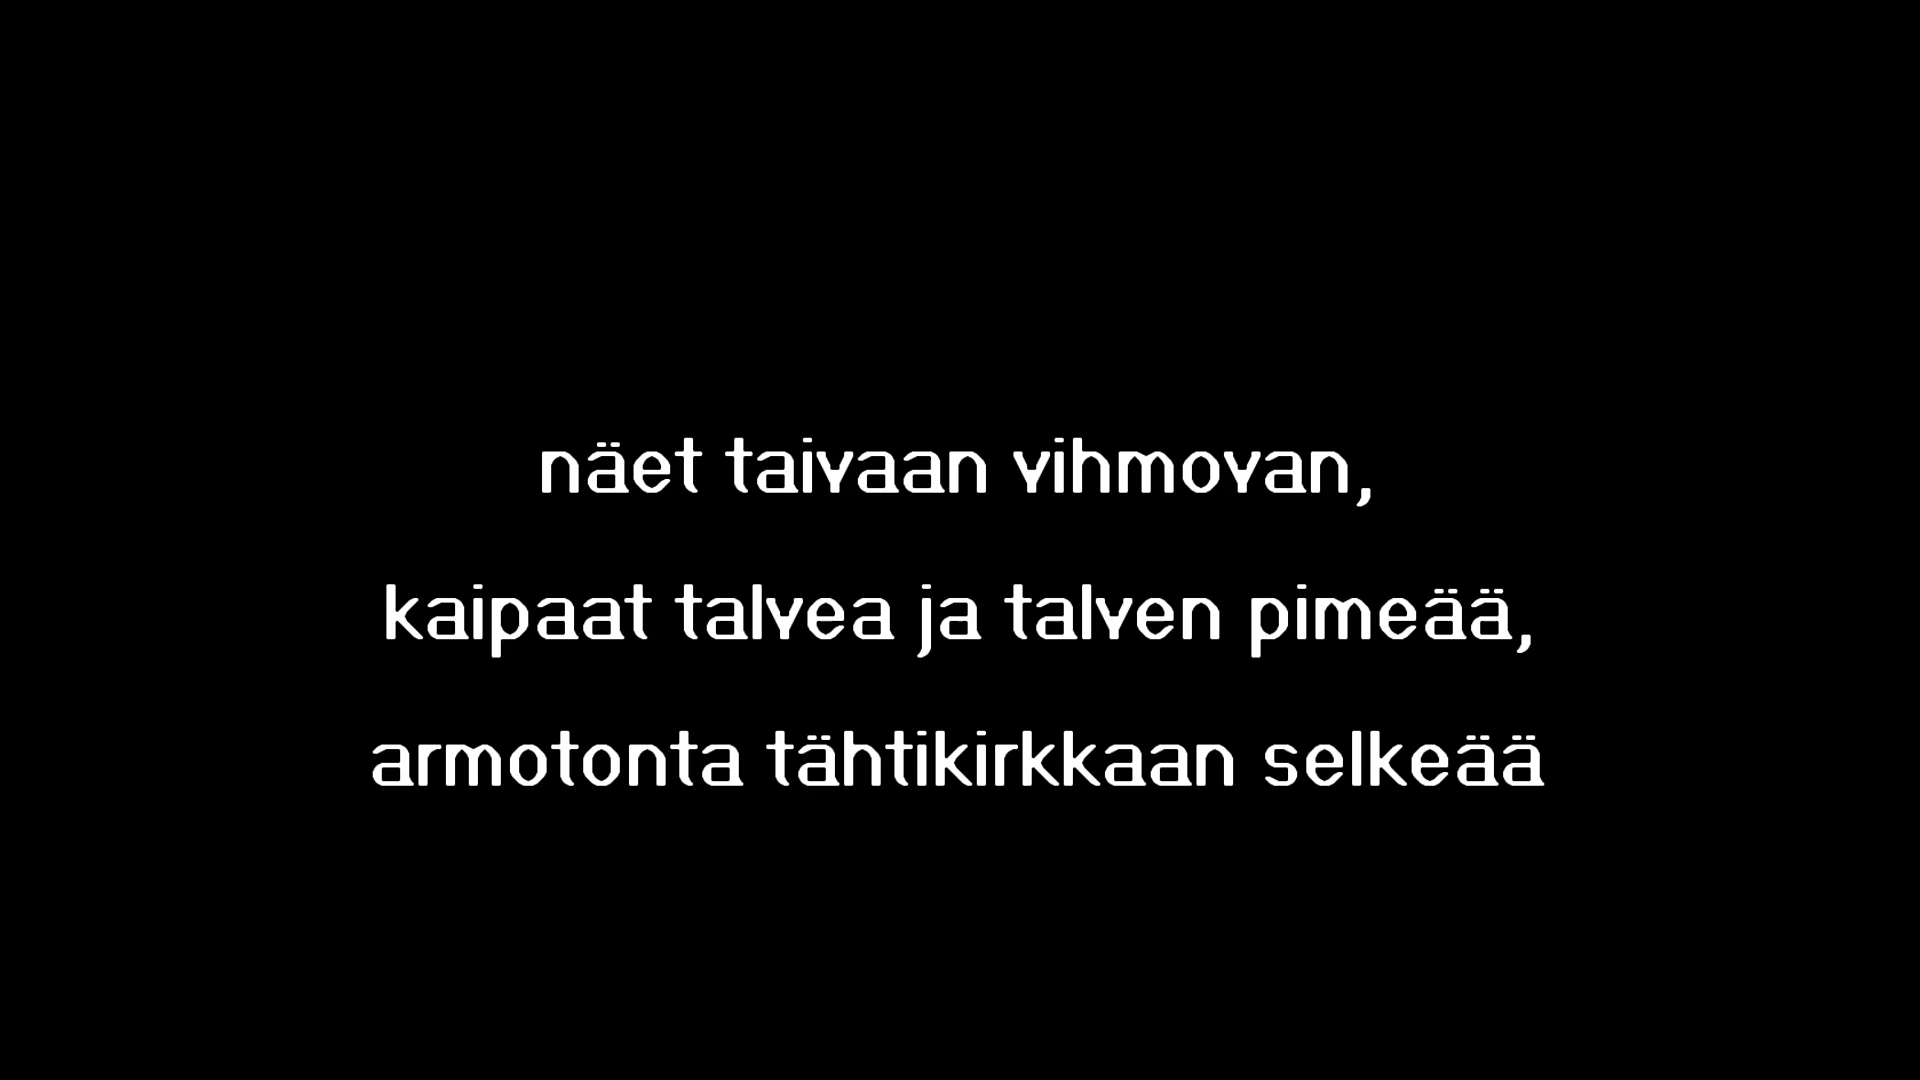 näet taivaan vihmovan,
kaipaat talvea ja talven pimeää,
armotonta tähtikirkkaan selkeää